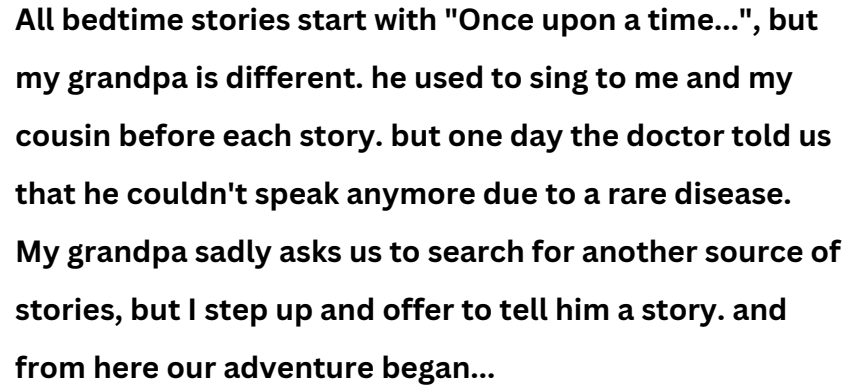 All bedtime stories start with "Once upon a time...", but
my grandpa is different. he used to sing to me and my
cousin before each story. but one day the doctor told us
that he couldn't speak anymore due to a rare disease.
My grandpa sadly asks us to search for another source of
stories, but I step up and offer to tell him a story. and
from here our adventure began...